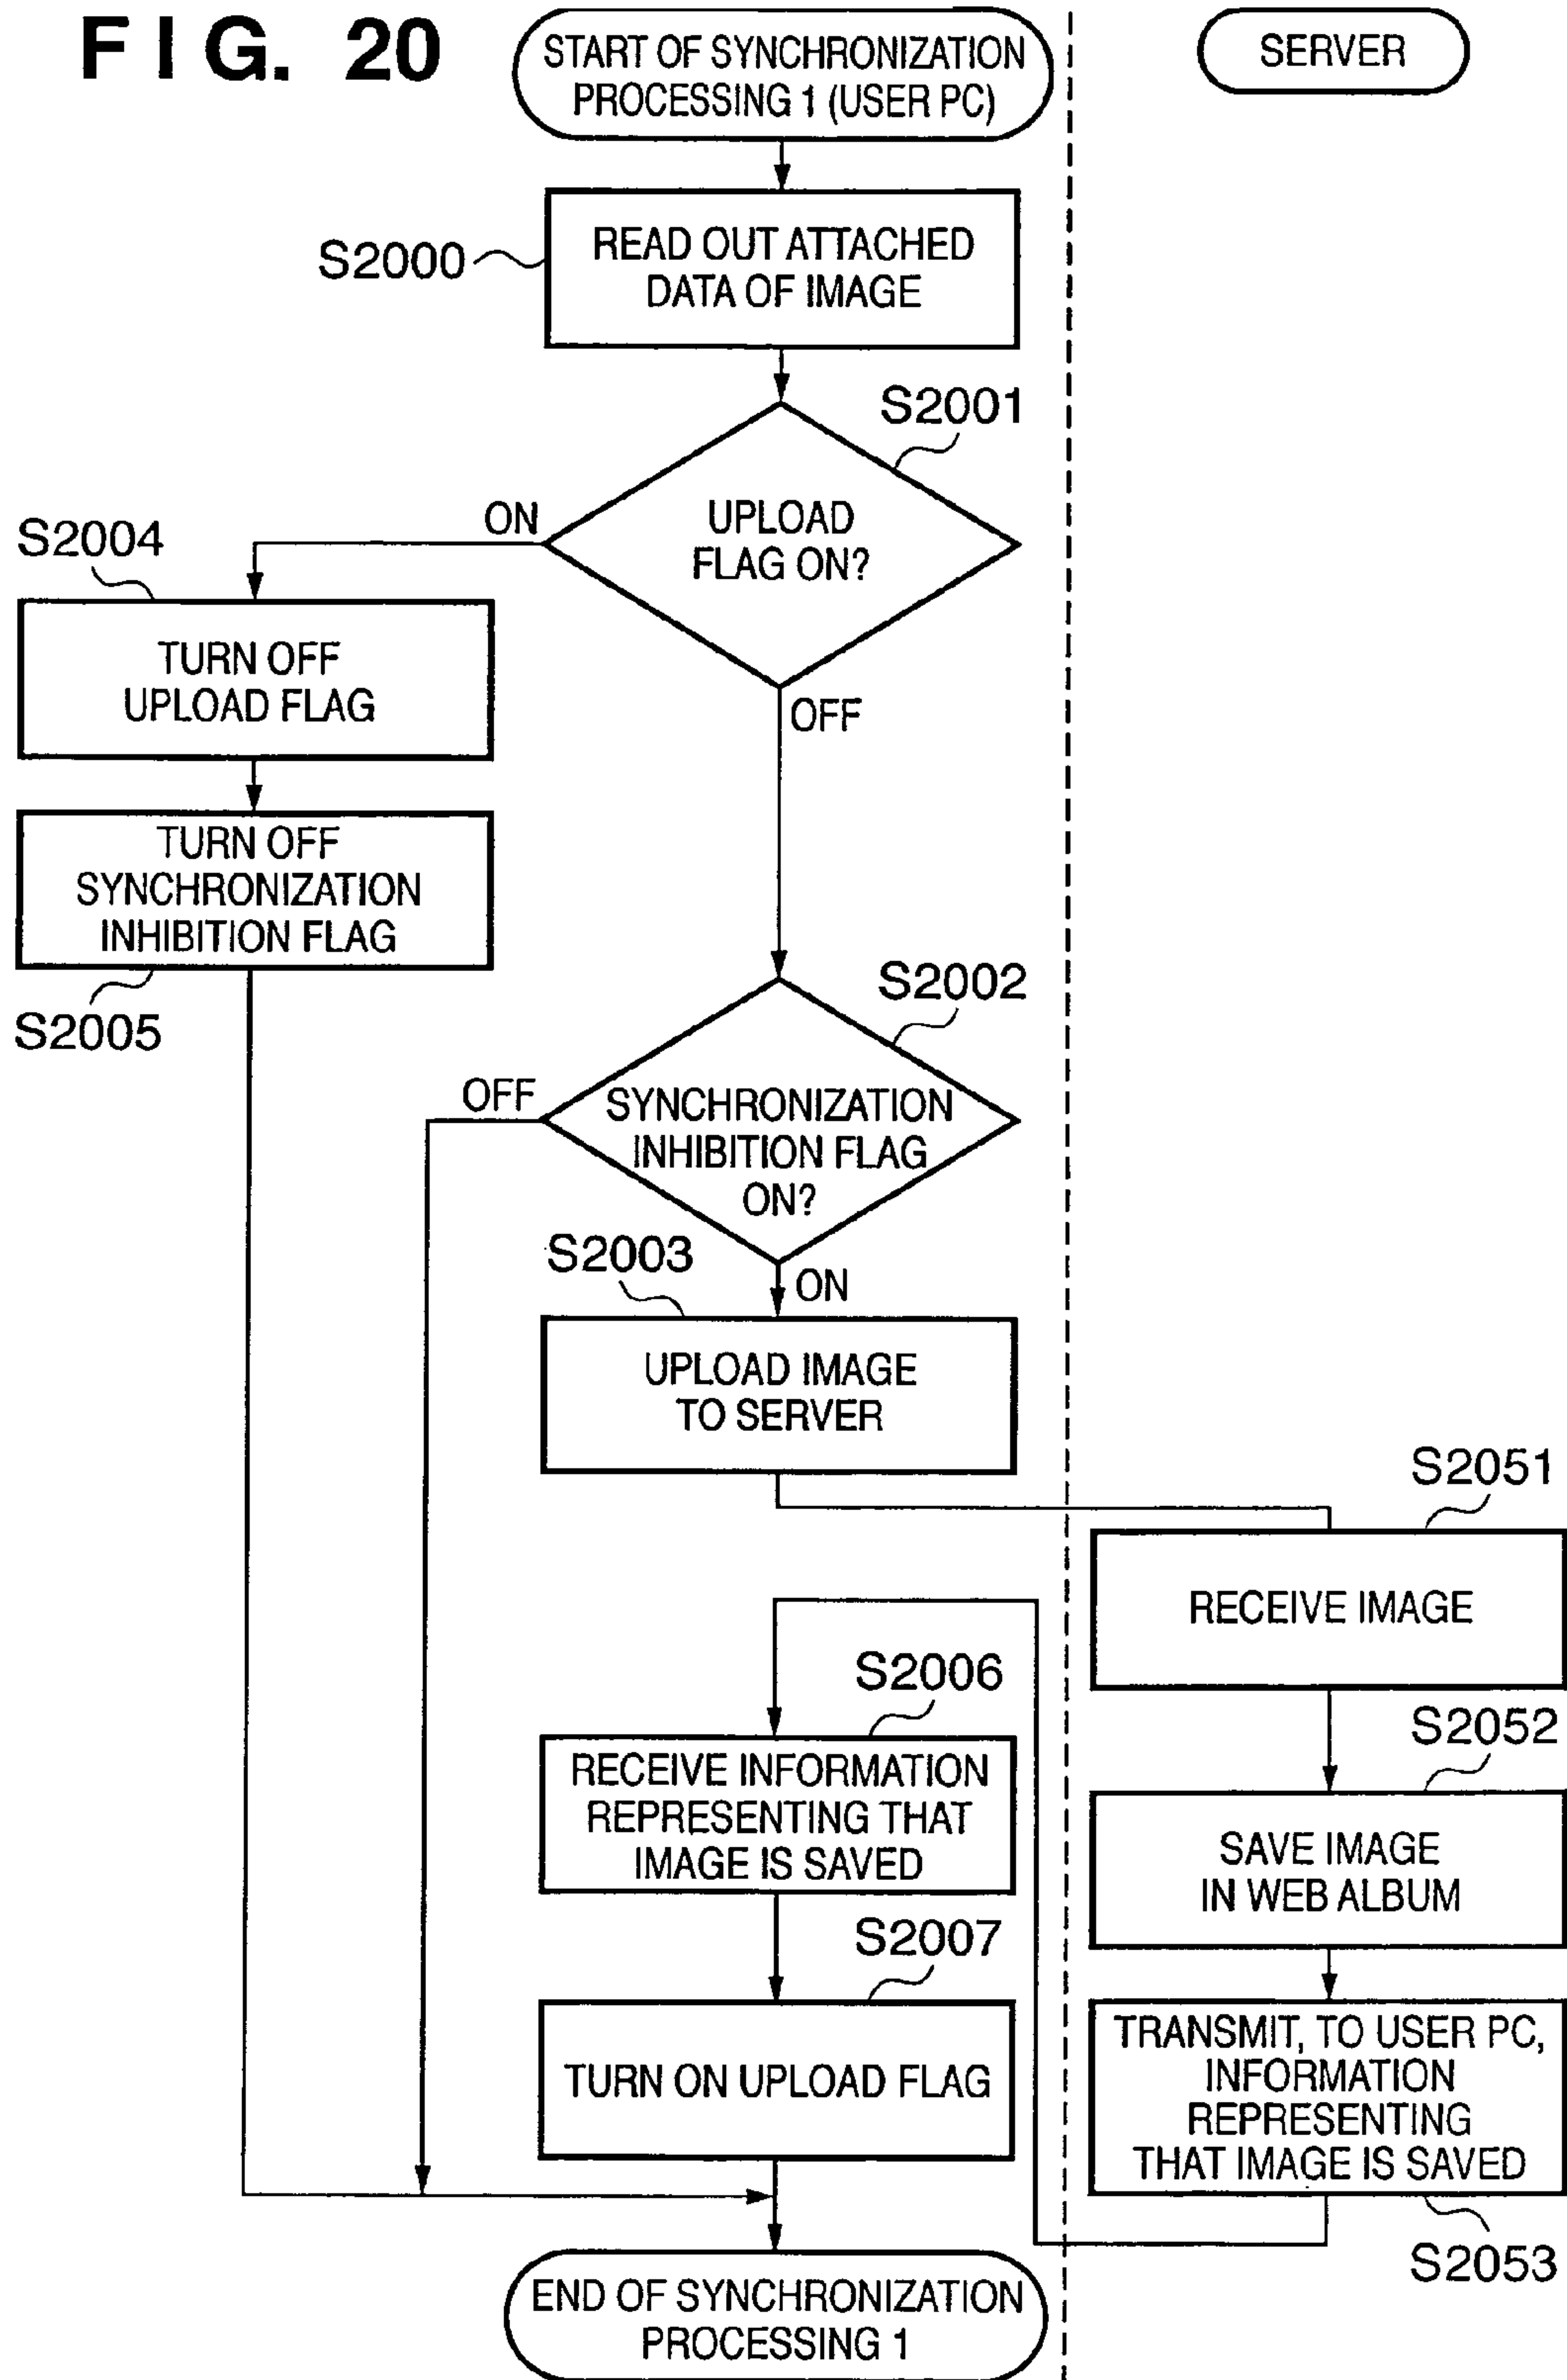 FIG. 20
START OF SYNCHRONIZATION
PROCESSING 1 (USER PC)
SERVER
S2000
READ OUT ATTACHED
DATA OF IMAGE
S2001
UPLOAD
FLAG ON?
ON
OFF
S2004
TURN OFF
UPLOAD FLAG
TURN OFF
SYNCHRONIZATION
INHIBITION FLAG
S2005
S2002
SYNCHRONIZATION
INHIBITION FLAG
ON?
OFF
ON
S2003
UPLOAD IMAGE
TO SERVER
S2051
RECEIVE IMAGE
S2052
SAVE IMAGE
IN WEB ALBUM
TRANSMIT, TO USER PC,
INFORMATION
REPRESENTING
THAT IMAGE IS SAVED
S2053
S2006
RECEIVE INFORMATION
REPRESENTING THAT
IMAGE IS SAVED
S2007
TURN ON UPLOAD FLAG
END OF SYNCHRONIZATION
PROCESSING 1